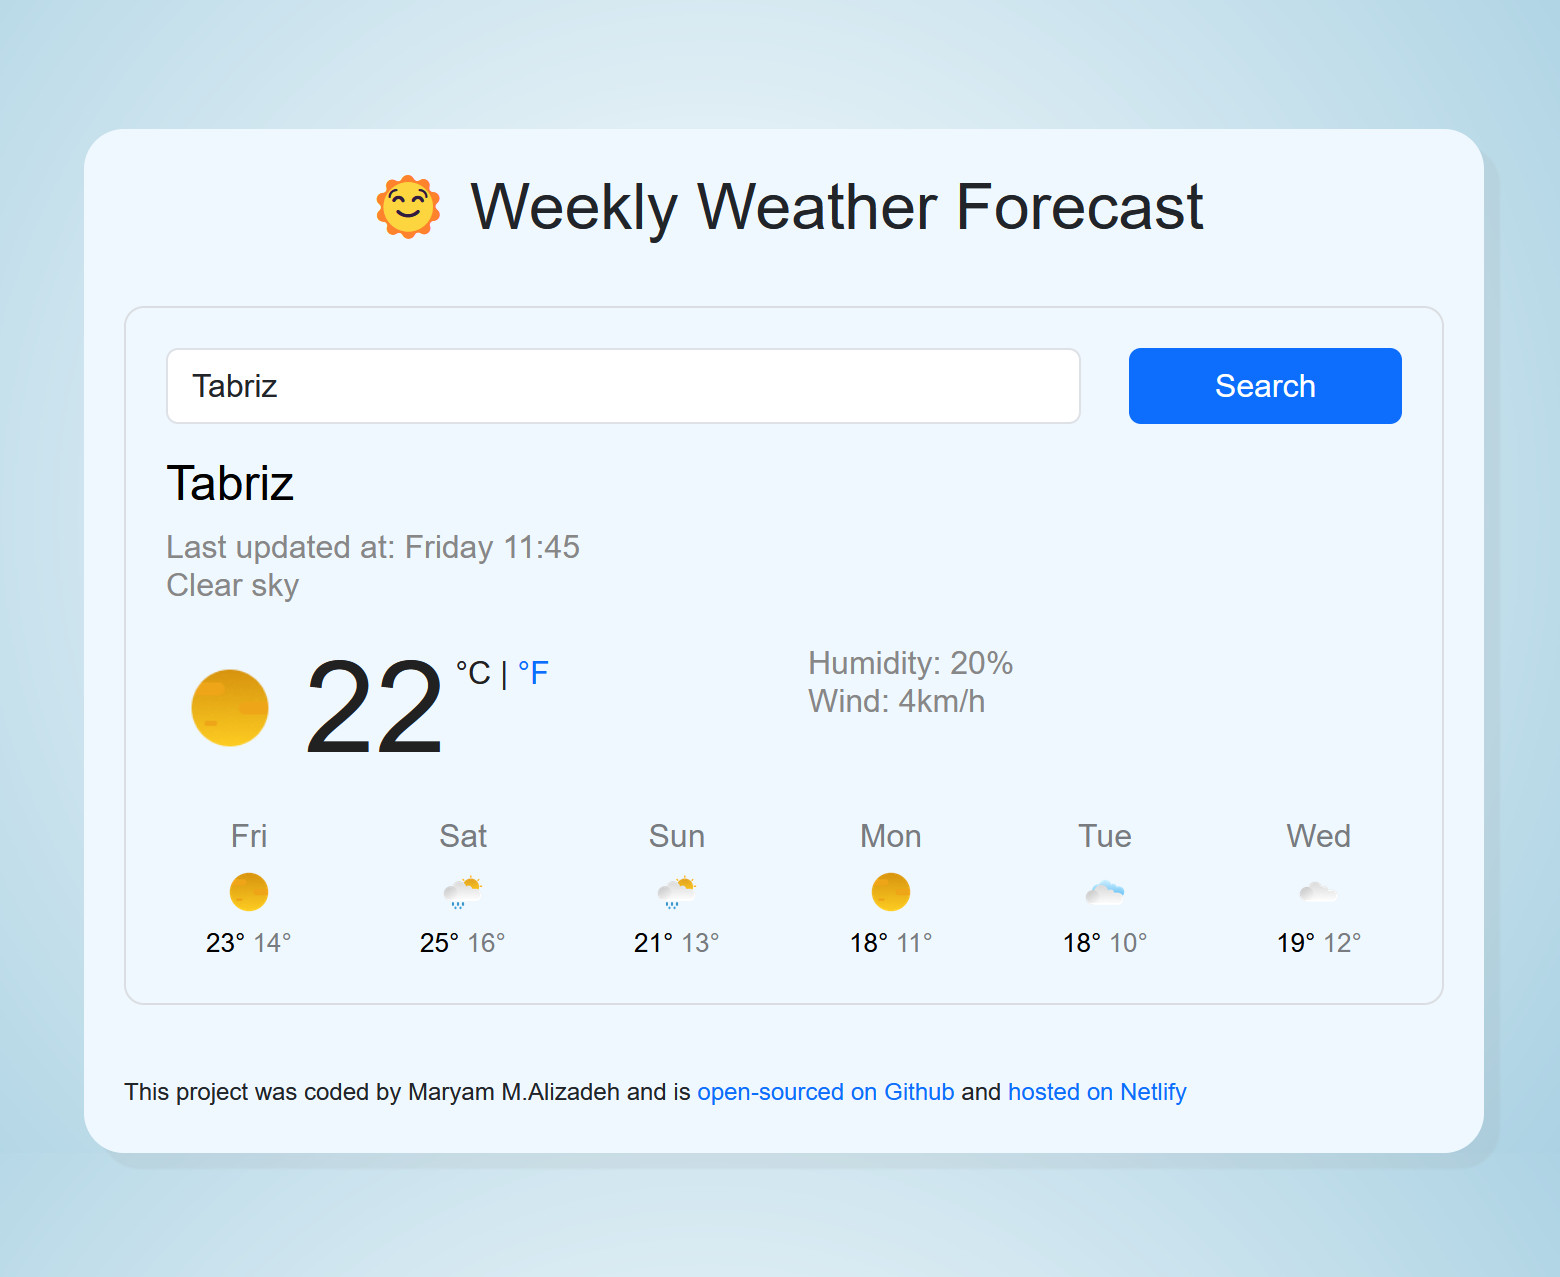 Weekly Weather Forecast
Tabriz
Search
Tabriz
Last updated at: Friday 11:45
Clear sky
22 °C | °F
Humidity: 20%
Wind: 4km/h
Fri Sat Sun Mon Tue Wed
23° 14° 25° 16° 21° 13° 18° 11° 18° 10° 19° 12°
This project was coded by Maryam M.Alizadeh and is open-sourced on Github and hosted on Netlify